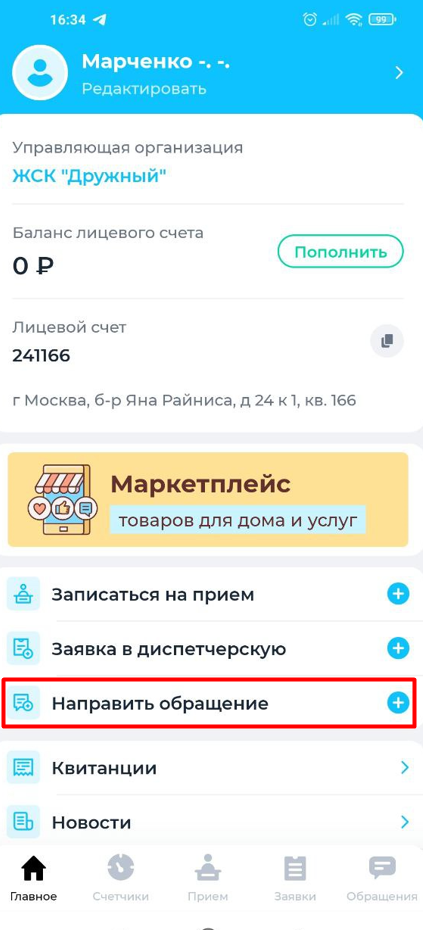 16:34
99
Марченко -. -.
Редактировать
Управляющая организация
ЖСК "Дружный"
Баланс лицевого счета
0 ₽
Пополнить
Лицевой счет
241166
г Москва, б-р Яна Райниса, д 24 к 1, кв. 166
Маркетплейс
товаров для дома и услуг
Записаться на прием
Заявка в диспетчерскую
Направить обращение
Квитанции
Новости
Главное
Счетчики
Прием
Заявки
Обращения